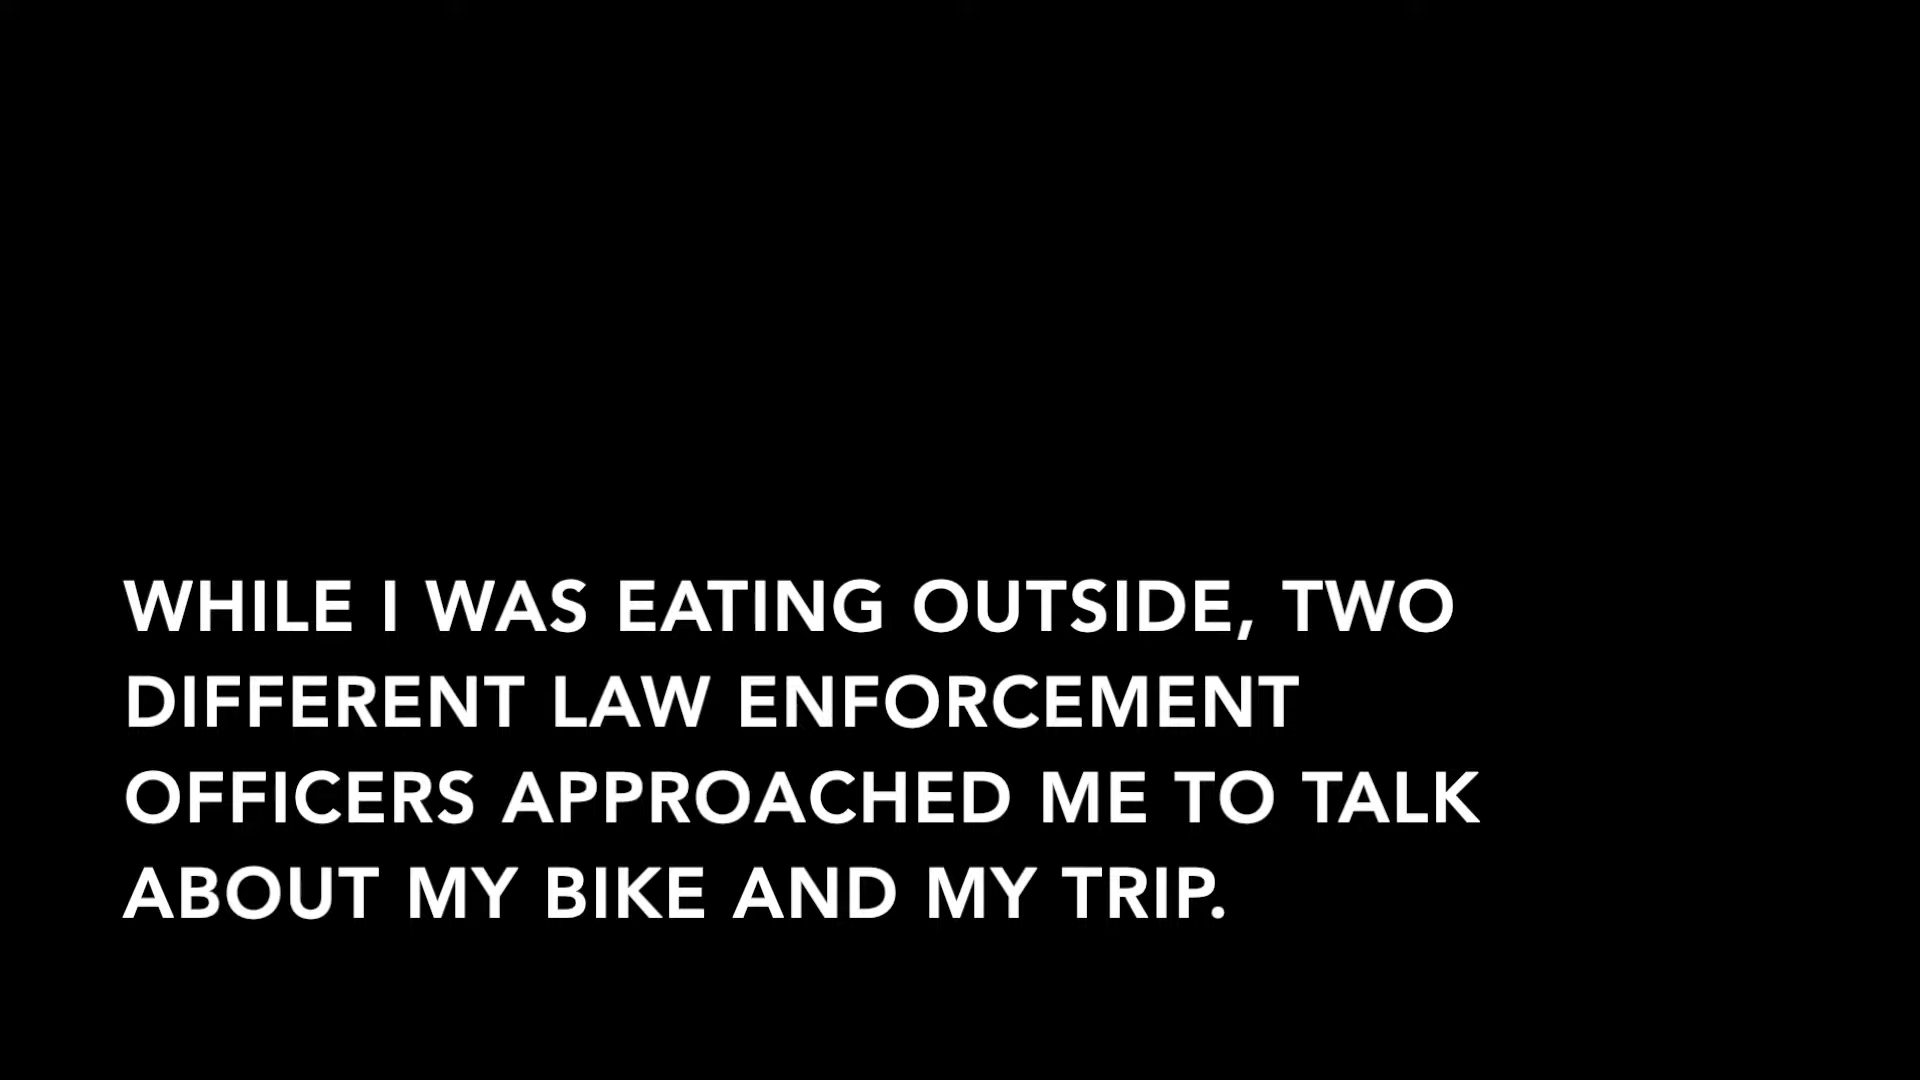 WHILE I WAS EATING OUTSIDE, TWO
DIFFERENT LAW ENFORCEMENT
OFFICERS APPROACHED ME TO TALK
ABOUT MY BIKE AND MY TRIP.